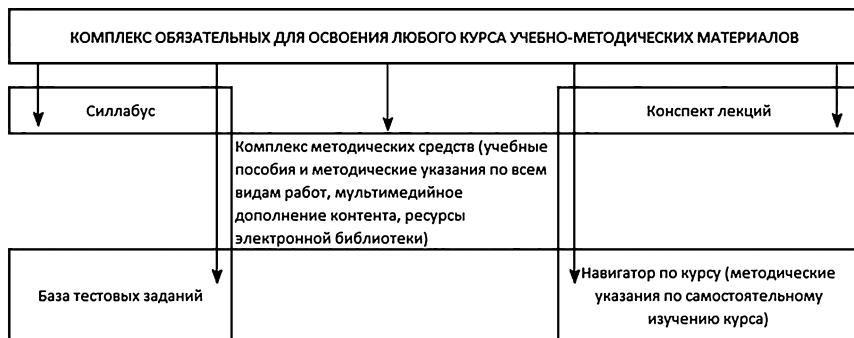 КОМПЛЕКС ОБЯЗАТЕЛЬНЫХ ДЛЯ ОСВОЕНИЯ ЛЮБОГО КУРСА УЧЕБНО-МЕТОДИЧЕСКИХ МАТЕРИАЛОВ
Силлабус
Конспект лекций
Комплекс методических средств (учебные
пособия и методические указания по всем
видам работ, мультимедийное
дополнение контента, ресурсы
электронной библиотеки)
База тестовых заданий
Навигатор по курсу (методические
указания по самостоятельному
изучению курса)